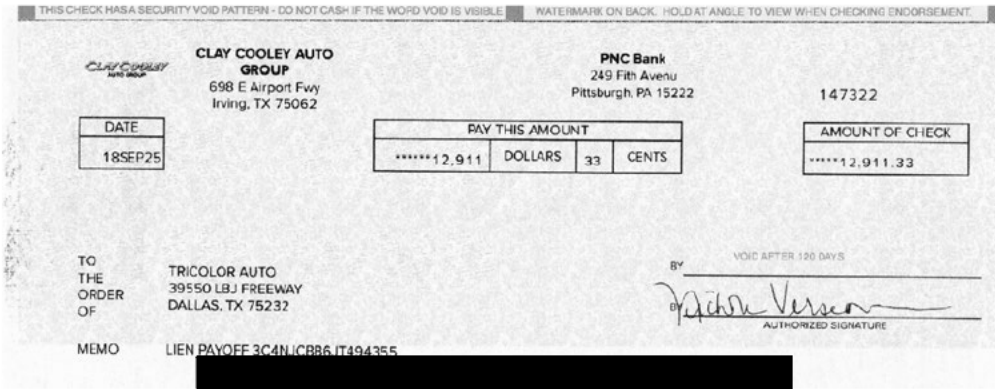 THIS CHECK HAS A SECURITY VOID PATTERN - DO NOT CASH IF THE WORD VOID IS VISIBLE
WATERMARK ON BACK. HOLD AT ANGLE TO VIEW WHEN CHECKING ENDORSEMENT.
CLAY COOLEY
AUTO GROUP
CLAY COOLEY AUTO
GROUP
698 E Airport Fwy
Irving, TX 75062
PNC Bank
249 Fith Avenu
Pittsburgh, PA 15222
147322
DATE
18SEP25
PAY THIS AMOUNT
******12,911 DOLLARS 33 CENTS
AMOUNT OF CHECK
*****12,911.33
TO
THE
ORDER
OF
TRICOLOR AUTO
39550 LBJ FREEWAY
DALLAS, TX 75232
VOID AFTER 120 DAYS
BY
BY
AUTHORIZED SIGNATURE
MEMO LIEN PAYOFF 3C4NJCBB6JT494355